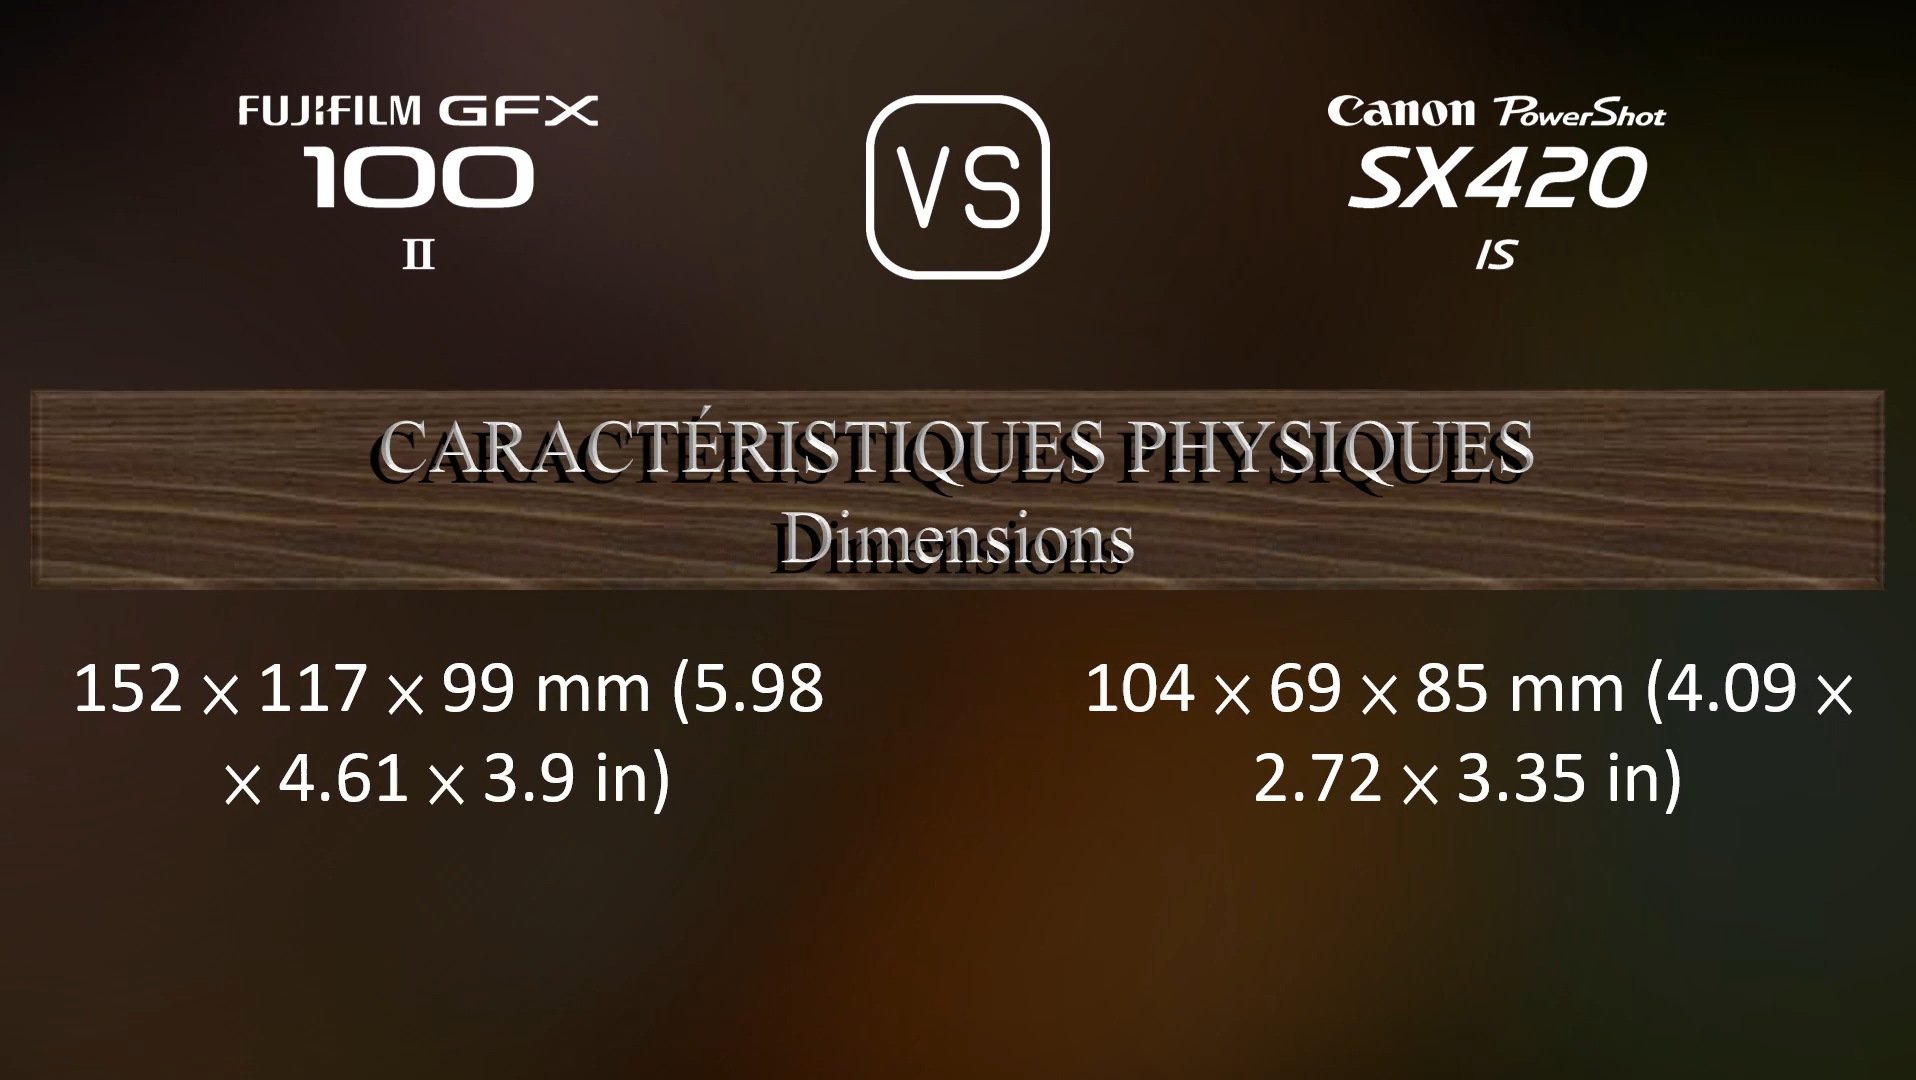 FUJIFILM GFX
100
II
VS
Canon PowerShot
SX420
IS
CARACTÉRISTIQUES PHYSIQUES
Dimensions
152 x 117 x 99 mm (5.98
x 4.61 x 3.9 in)
104 x 69 x 85 mm (4.09 x
2.72 x 3.35 in)